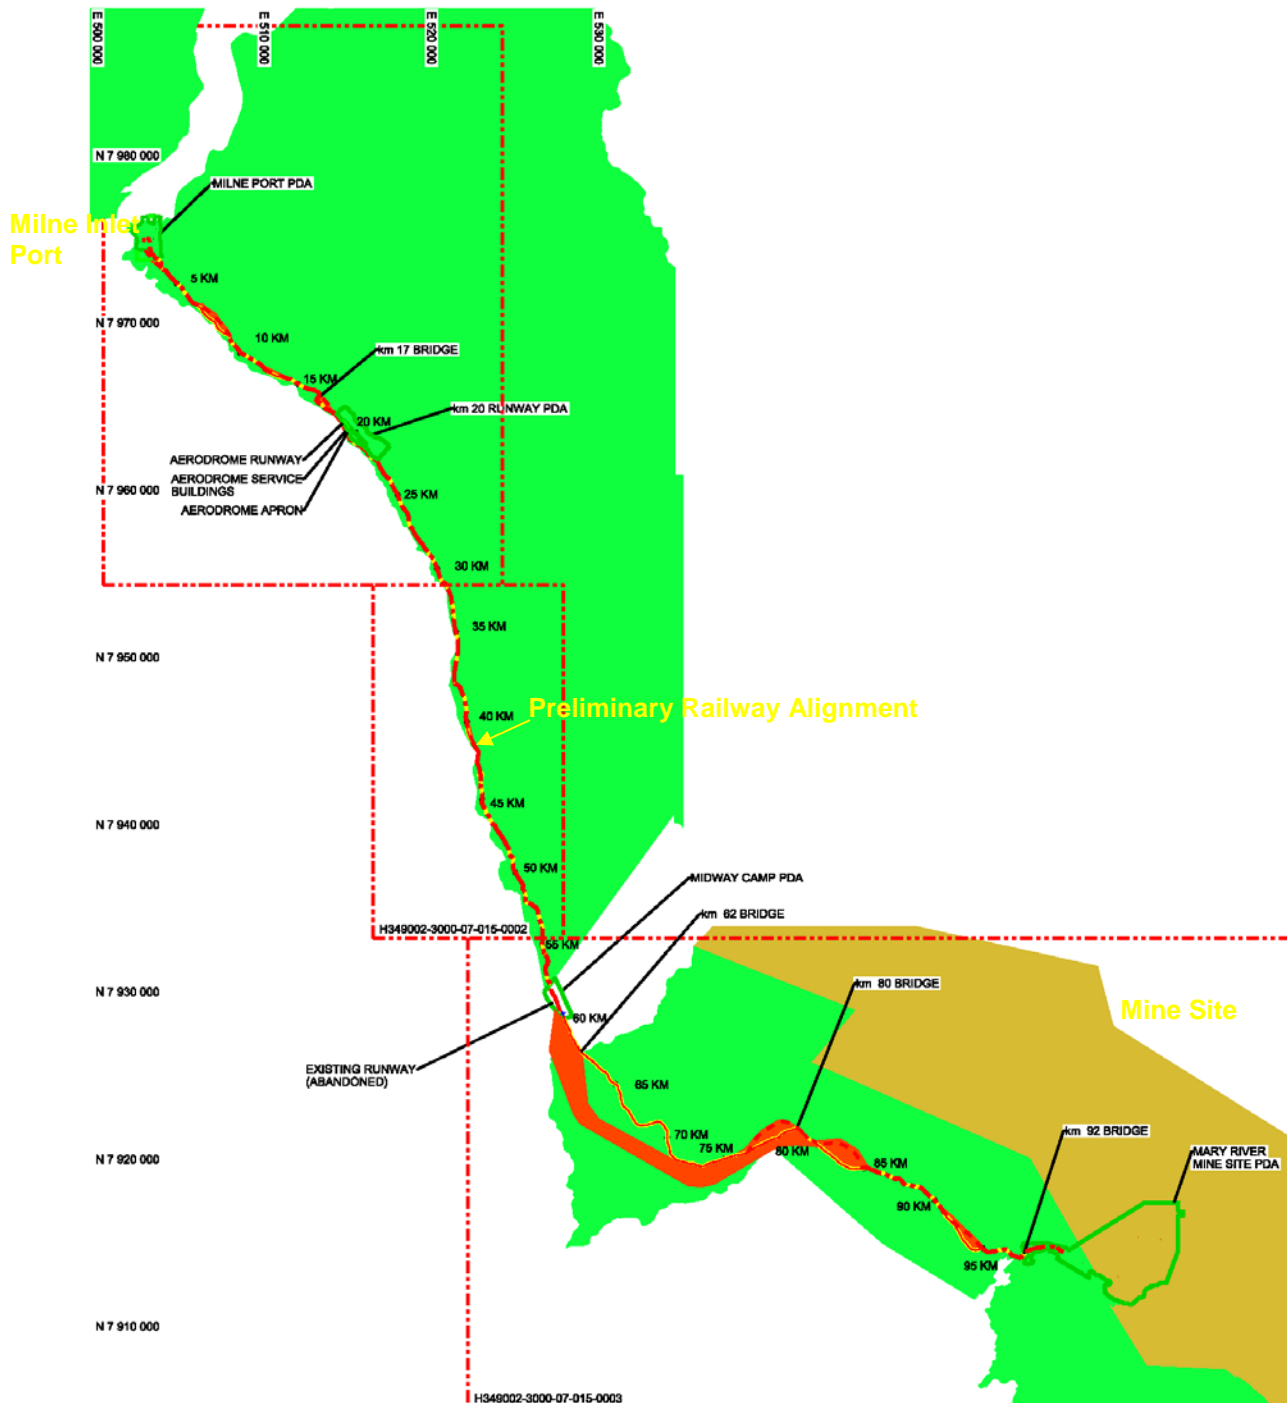 E 500 000
E 510 000
E 520 000
E 530 000
N 7 980 000
MILNE PORT PDA
Milne Inlet
Port
5 KM
N 7 970 000
10 KM
km 17 BRIDGE
15 KM
km 20 RUNWAY PDA
20 KM
AERODROME RUNWAY
AERODROME SERVICE
BUILDINGS
AERODROME APRON
N 7 960 000
25 KM
30 KM
35 KM
N 7 950 000
Preliminary Railway Alignment
40 KM
45 KM
N 7 940 000
50 KM
MIDWAY CAMP PDA
km 62 BRIDGE
H349002-3000-07-015-0002
55 KM
km 80 BRIDGE
N 7 930 000
Mine Site
60 KM
EXISTING RUNWAY
(ABANDONED)
65 KM
70 KM
75 KM
80 KM
km 92 BRIDGE
MARY RIVER
MINE SITE PDA
N 7 920 000
85 KM
90 KM
95 KM
N 7 910 000
H349002-3000-07-015-0003